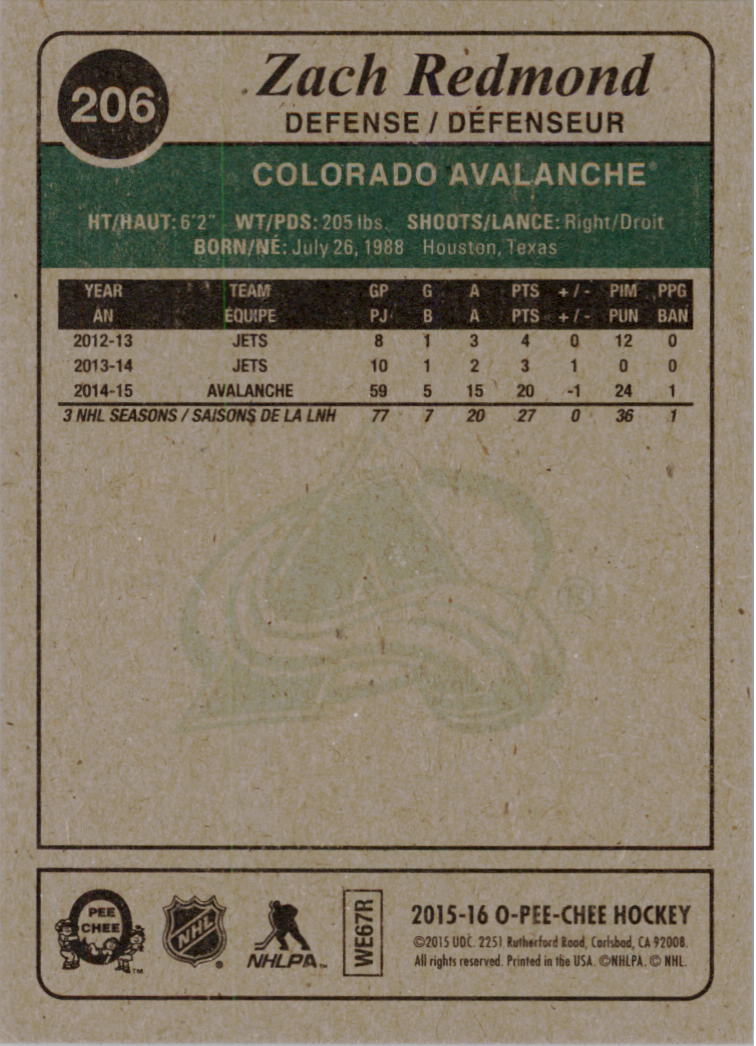 206
Zach Redmond
DEFENSE / DÉFENSEUR
COLORADO AVALANCHE®
HT/HAUT: 6'2" WT/PDS: 205 lbs. SHOOTS/LANCE: Right/Droit
BORN/NÉ: July 26, 1988 Houston, Texas
YEAR TEAM GP G A PTS +/- PIM PPG
AN ÉQUIPE PJ B A PTS +/- PUN BAN
2012-13 JETS 8 1 3 4 0 12 0
2013-14 JETS 10 1 2 3 1 0 0
2014-15 AVALANCHE 59 5 15 20 -1 24 1
3 NHL SEASONS / SAISONS DE LA LNH 77 7 20 27 0 36 1
®
PEE
CHEE
TM
NHL
®
NHLPA™
WE67R
2015-16 O-PEE-CHEE HOCKEY
©2015 UDC. 2251 Rutherford Road, Carlsbad, CA 92008.
All rights reserved. Printed in the USA. ©NHLPA. © NHL.